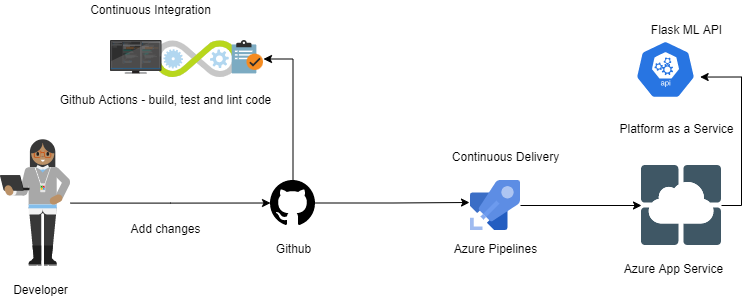 Continuous Integration
Github Actions - build, test and lint code
Flask ML API
api
Platform as a Service
Continuous Delivery
Add changes
Github
Azure Pipelines
Azure App Service
Developer